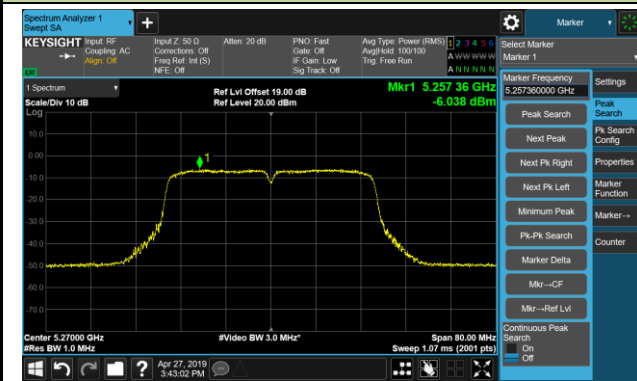 Spectrum Analyzer 1
Swept SA
KEYSIGHT
Input: RF
Coupling: AC
Align: Off
Input Z: 50 Ω
Corrections: Off
Freq Ref: Int (S)
NFE: Off
Atten: 20 dB
PNO: Fast
Gate: Off
IF Gain: Low
Sig Track: Off
Avg Type: Power (RMS)
Avg|Hold: 100/100
Trig: Free Run
1 2 3 4 5 6
A W W W W W
A N N N N N
1 Spectrum
Scale/Div 10 dB
Ref Lvl Offset 19.00 dB
Ref Level 20.00 dBm
Mkr1 5.257 36 GHz
-6.038 dBm
Log
10.0
0.00
-10.0
-20.0
-30.0
-40.0
-50.0
-60.0
-70.0
1
Center 5.27000 GHz
#Res BW 1.0 MHz
#Video BW 3.0 MHz*
Span 80.00 MHz
Sweep 1.07 ms (2001 pts)
Apr 27, 2019
3:43:02 PM
Marker
Select Marker
Marker 1
Marker Frequency
5.257360000 GHz
Peak Search
Next Peak
Next Pk Right
Next Pk Left
Minimum Peak
Pk-Pk Search
Marker Delta
Mkr→CF
Mkr→Ref Lvl
Continuous Peak
Search
On
Off
Settings
Peak
Search
Pk Search
Config
Properties
Marker
Function
Marker→
Counter